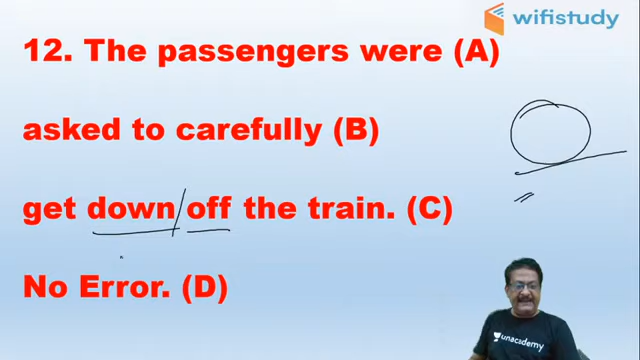 wifistudy
12. The passengers were (A)
asked to carefully (B)
get down/off the train. (C)
No Error. (D)
unacademy